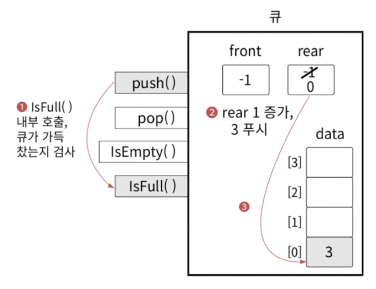 큐
front
rear
-1
-1
0
push()
pop()
IsEmpty( )
IsFull( )
❶ IsFull( )
내부 호출,
큐가 가득
찼는지 검사
❷ rear 1 증가,
3 푸시
❸
data
[3]
[2]
[1]
[0]
3